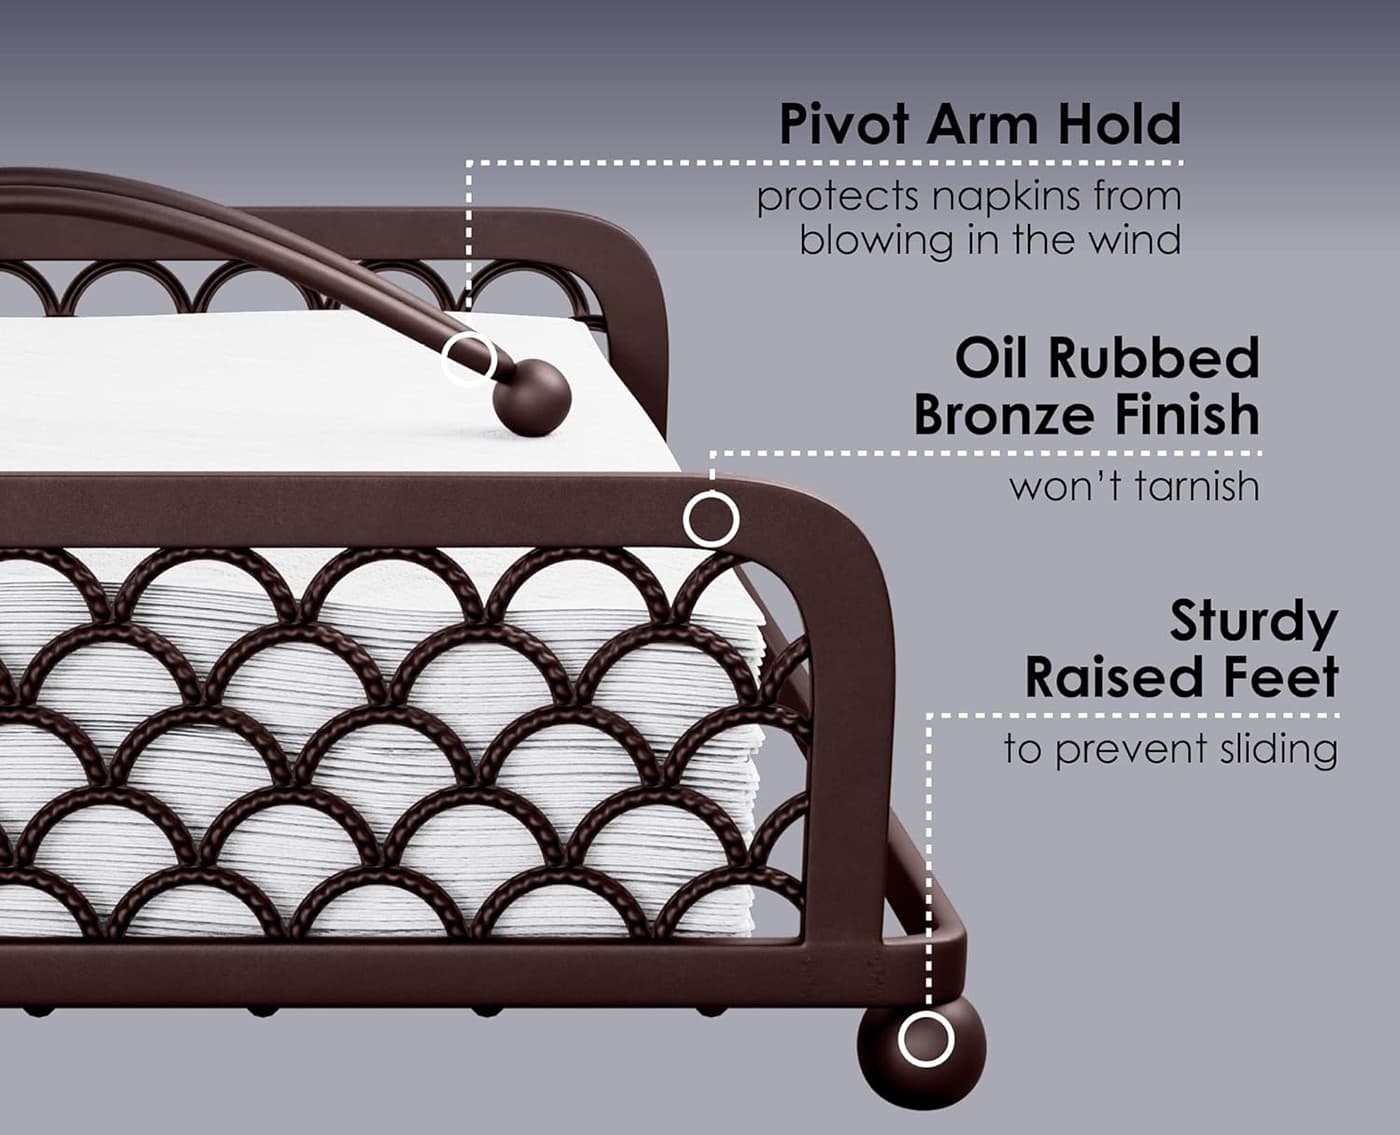 Pivot Arm Hold
protects napkins from
blowing in the wind
Oil Rubbed
Bronze Finish
won't tarnish
Sturdy
Raised Feet
to prevent sliding